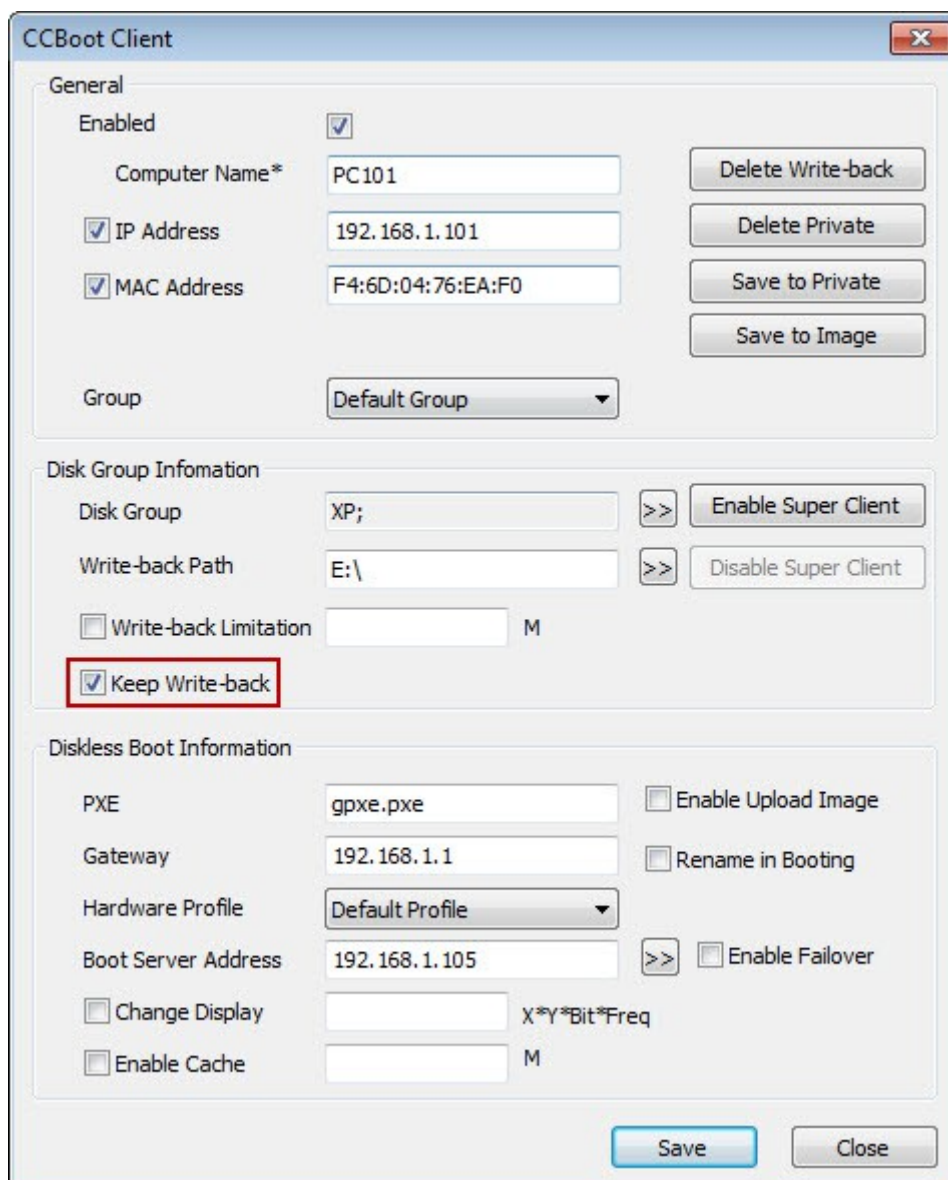 CCBoot Client
General
Enabled
Computer Name* PC101 Delete Write-back
IP Address 192.168.1.101 Delete Private
MAC Address F4:6D:04:76:EA:F0 Save to Private
Save to Image
Group Default Group
Disk Group Infomation
Disk Group XP; >> Enable Super Client
Write-back Path E:\ >> Disable Super Client
Write-back Limitation M
Keep Write-back
Diskless Boot Information
PXE gpxe.pxe Enable Upload Image
Gateway 192.168.1.1 Rename in Booting
Hardware Profile Default Profile
Boot Server Address 192.168.1.105 >> Enable Failover
Change Display X*Y*Bit*Freq
Enable Cache M
Save Close